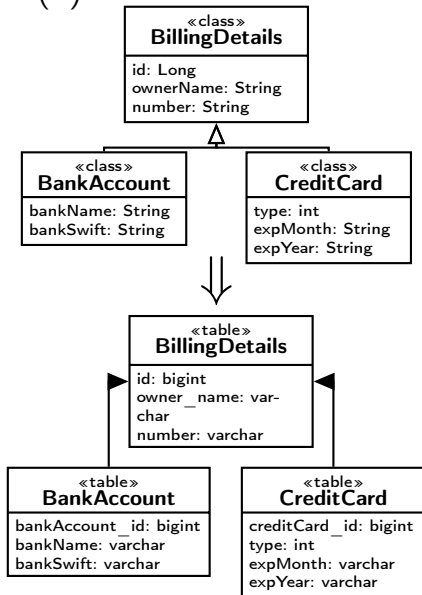 «class»
BillingDetails
id: Long
ownerName: String
number: String
«class»
BankAccount
bankName: String
bankSwift: String
«class»
CreditCard
type: int
expMonth: String
expYear: String
«table»
BillingDetails
id: bigint
owner_name: var-
char
number: varchar
«table»
BankAccount
bankAccount_id: bigint
bankName: varchar
bankSwift: varchar
«table»
CreditCard
creditCard_id: bigint
type: int
expMonth: varchar
expYear: varchar